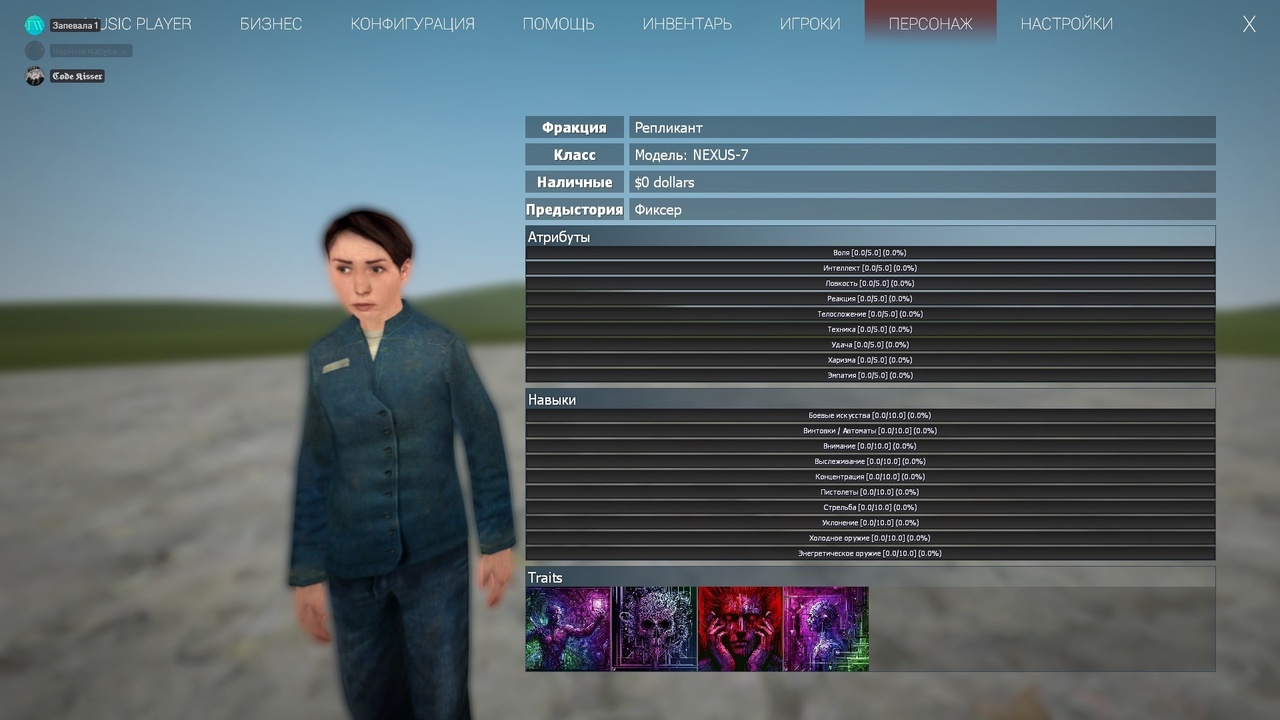 Запевала 1
USIC PLAYER БИЗНЕС КОНФИГУРАЦИЯ ПОМОЩЬ ИНВЕНТАРЬ ИГРОКИ ПЕРСОНАЖ НАСТРОЙКИ X
Code Kisser
Фракция Репликант
Класс Модель: NEXUS-7
Наличные $0 dollars
Предыстория Фиксер
Атрибуты
Воля [0.0/5.0] (0.0%)
Интеллект [0.0/5.0] (0.0%)
Ловкость [0.0/5.0] (0.0%)
Реакция [0.0/5.0] (0.0%)
Телосложение [0.0/5.0] (0.0%)
Техника [0.0/5.0] (0.0%)
Удача [0.0/5.0] (0.0%)
Харизма [0.0/5.0] (0.0%)
Эмпатия [0.0/5.0] (0.0%)
Навыки
Боевые искусства [0.0/10.0] (0.0%)
Винтовки / Автоматы [0.0/10.0] (0.0%)
Внимание [0.0/10.0] (0.0%)
Выслеживание [0.0/10.0] (0.0%)
Концентрация [0.0/10.0] (0.0%)
Пистолеты [0.0/10.0] (0.0%)
Стрельба [0.0/10.0] (0.0%)
Уклонение [0.0/10.0] (0.0%)
Холодное оружие [0.0/10.0] (0.0%)
Энегретическое оружие [0.0/10.0] (0.0%)
Traits